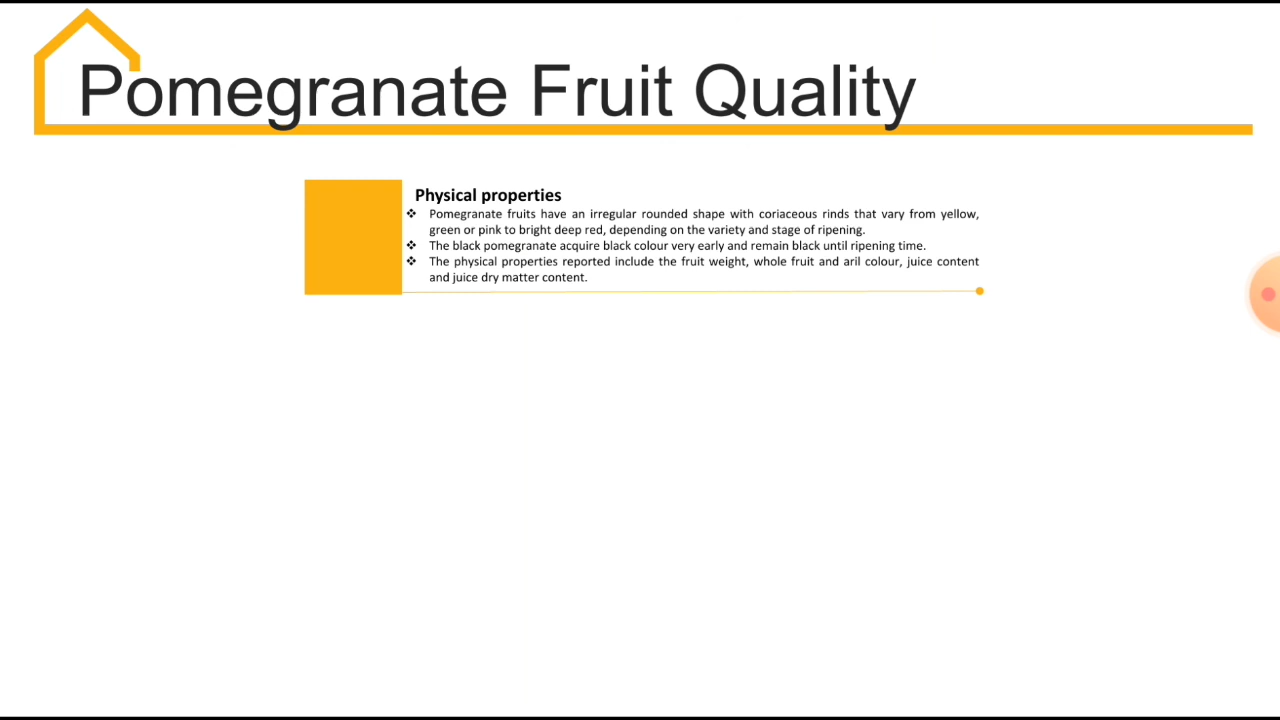 Pomegranate Fruit Quality
Physical properties
❖ Pomegranate fruits have an irregular rounded shape with coriaceous rinds that vary from yellow,
green or pink to bright deep red, depending on the variety and stage of ripening.
❖ The black pomegranate acquire black colour very early and remain black until ripening time.
❖ The physical properties reported include the fruit weight, whole fruit and aril colour, juice content
and juice dry matter content.